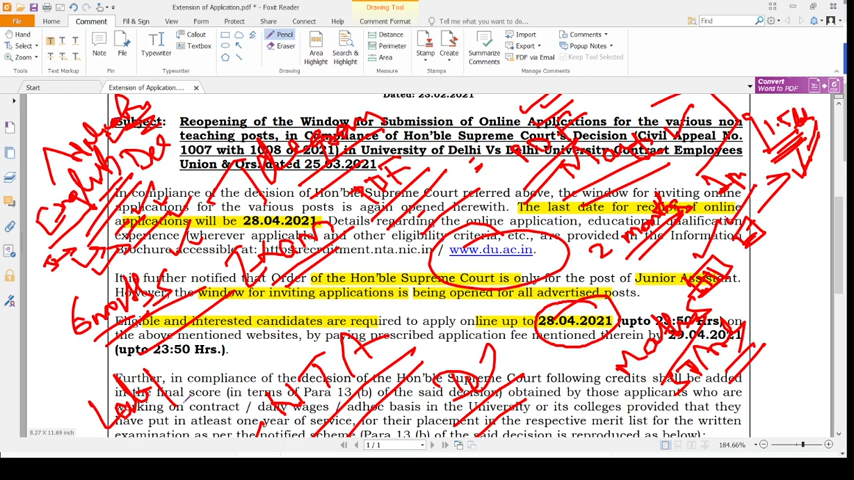 Extension of Application.pdf * - Foxit Reader
Drawing Tool
File Home Comment Fill & Sign View Form Protect Share Connect Help Comment Format Tell me what you want to do...
Hand
Select
Zoom
Text Markup
Note
File
Typewriter
Callout
Textbox
Pencil
Eraser
Drawing
Area Highlight
Search & Highlight
Distance
Perimeter
Area
Measure
Stamp
Create
Stamps
Summarize Comments
Import
Export
PDF via Email
Comments
Popup Notes
Keep Tool Selected
Manage Comments
Find
Start
Extension of Application....
Convert Word to PDF
Dated: 23.02.2021
Subject: Reopening of the Window for Submission of Online Applications for the various non
teaching posts, in Compliance of Hon'ble Supreme Court's Decision (Civil Appeal No.
1007 with 1008 of 2021) in University of Delhi Vs Delhi University Contract Employees
Union & Ors. dated 25.03.2021
In compliance of the decision of Hon'ble Supreme Court referred above, the window for inviting online
applications for the various posts is again opened herewith. The last date for receipt of online
applications will be 28.04.2021. Details regarding the online application, educational qualification
experience (wherever applicable) and other eligibility criteria, etc., are provided in the Information
Brochure accessible at: https:recruitment.nta.nic.in/ www.du.ac.in.
It is further notified that Order of the Hon'ble Supreme Court is only for the post of Junior Assistant.
However, the window for inviting applications is being opened for all advertised posts.
Eligible and interested candidates are required to apply online up to 28.04.2021 (upto 23:50 Hrs) on
the above mentioned websites, by paying prescribed application fee mentioned therein by 29.04.2021
(upto 23:50 Hrs.).
Further, in compliance of the decision of the Hon'ble Supreme Court following credits shall be added
in the final score (in terms of Para 13 (b) of the said decision) obtained by those applicants who are
working on contract / daily wages / adhoc basis in the University or its colleges provided that they
have put in atleast one year of service, for their placement in the respective merit list for the written
examination as per the notified scheme (Para 13 (b) of the said decision is reproduced as below):
English
2 months
6 months
NTA
DU
8.27 x 11.69 inch
1 / 1
184.66%